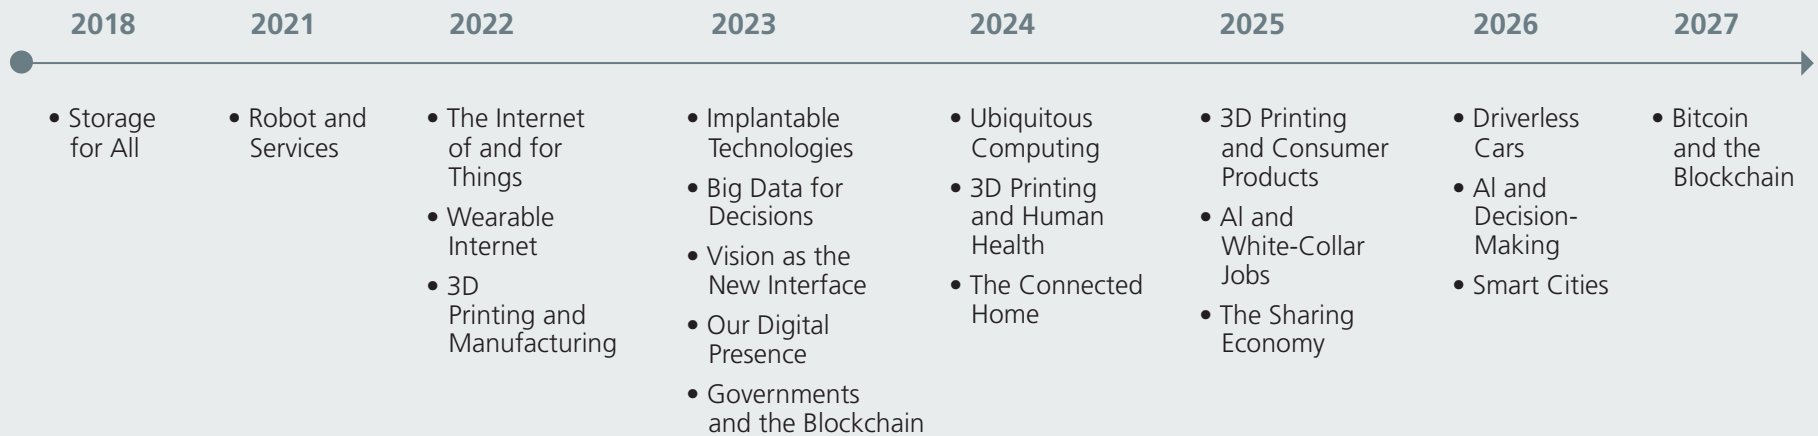 2018
2021
2022
2023
2024
2025
2026
2027
• Storage
for All
• Robot and
Services
• The Internet
of and for
Things
• Wearable
Internet
• 3D
Printing and
Manufacturing
• Implantable
Technologies
• Big Data for
Decisions
• Vision as the
New Interface
• Our Digital
Presence
• Governments
and the Blockchain
• Ubiquitous
Computing
• 3D Printing
and Human
Health
• The Connected
Home
• 3D Printing
and Consumer
Products
• Al and
White-Collar
Jobs
• The Sharing
Economy
• Driverless
Cars
• Al and
Decision-
Making
• Smart Cities
• Bitcoin
and the
Blockchain